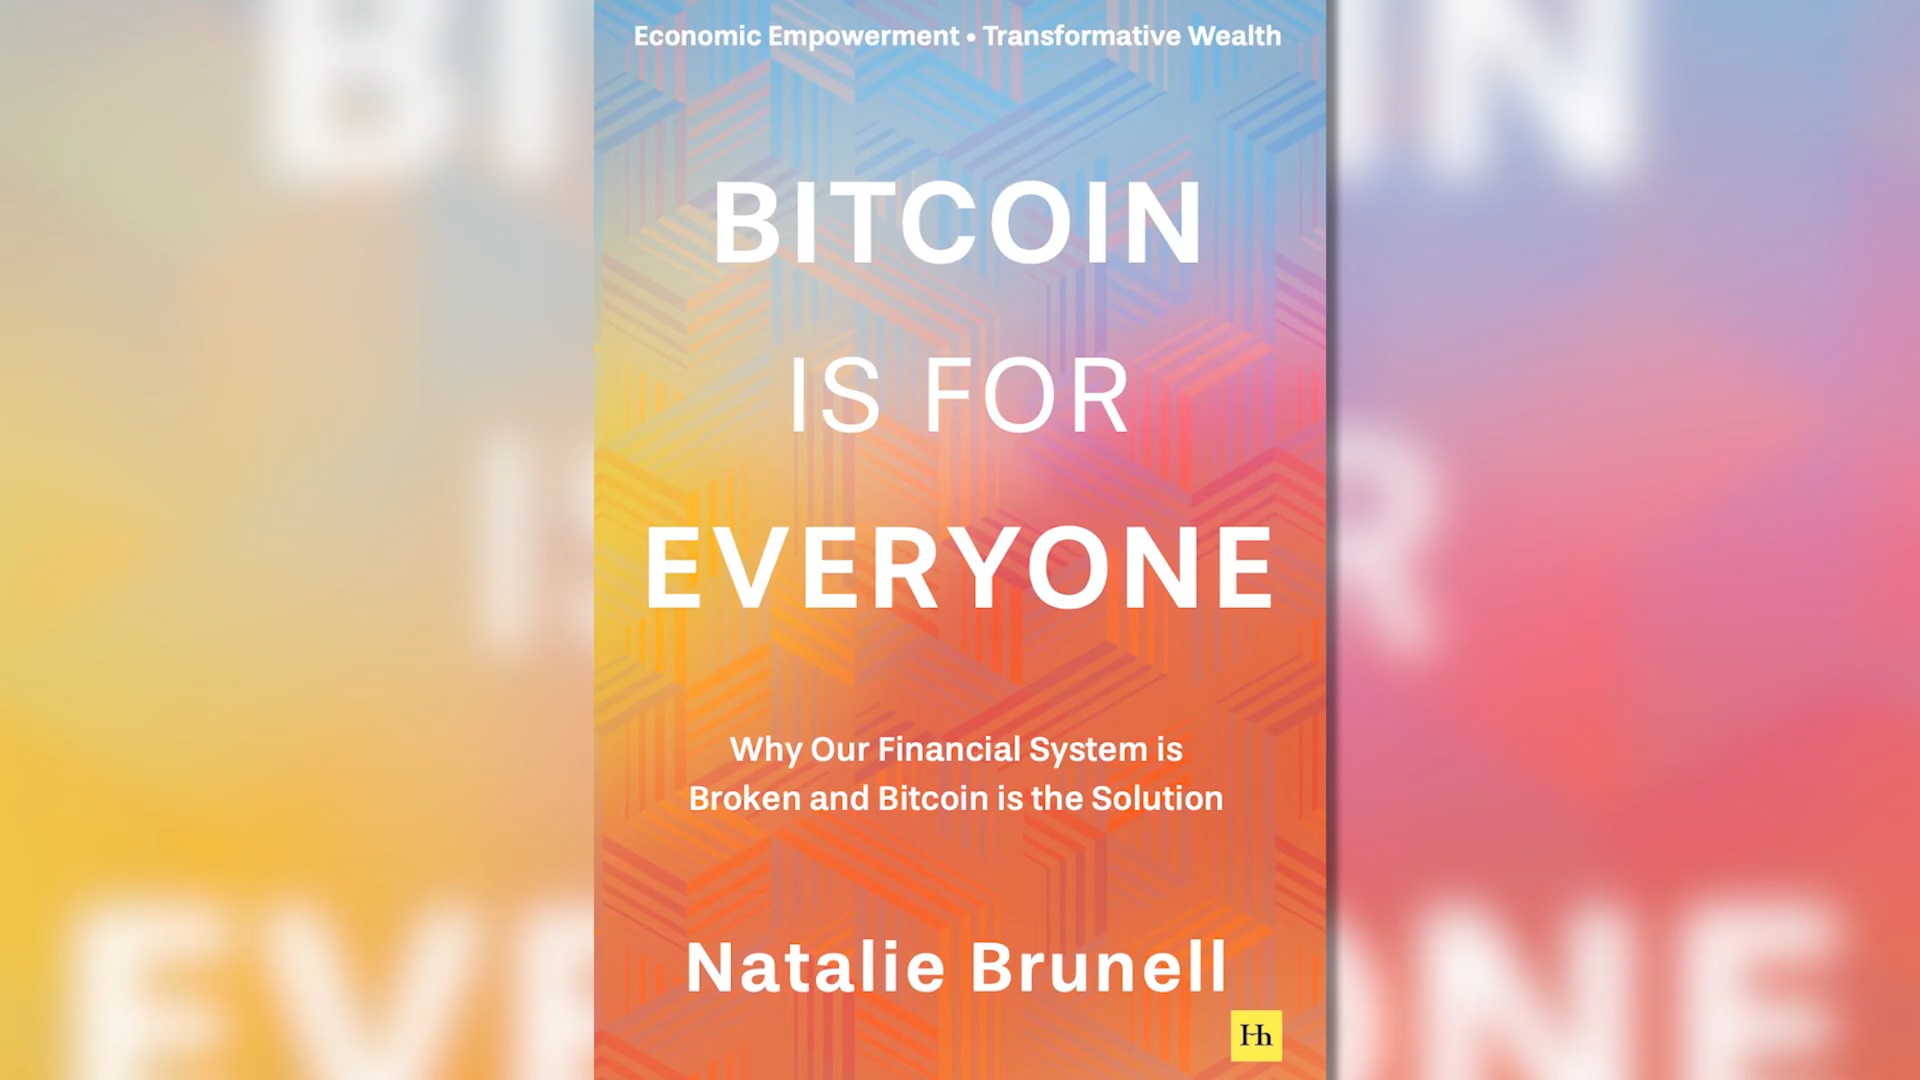 Economic Empowerment • Transformative Wealth
BITCOIN
IS FOR
EVERYONE
Why Our Financial System is
Broken and Bitcoin is the Solution
Natalie Brunell
Hh